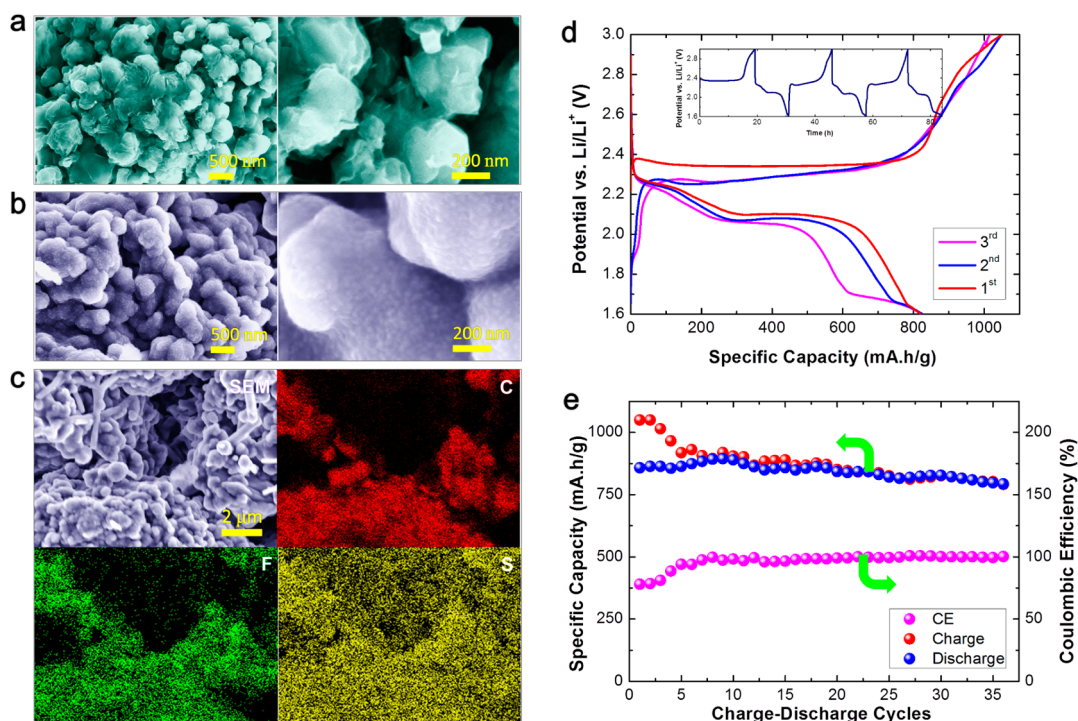 a
500 nm
200 nm
b
500 nm
200 nm
c
SEM
2 μm
C
F
S
d
Potential vs. Li/Li⁺ (V)
3.0
2.8
2.6
2.4
2.2
2.0
1.8
1.6
0 200 400 600 800 1000
Specific Capacity (mA.h/g)
Potential vs. Li/Li⁺ (V)
2.8
2.4
2.0
1.6
0 20 40 60 80
Time (h)
3rd
2nd
1st
e
Specific Capacity (mA.h/g)
1000
750
500
250
0
0 5 10 15 20 25 30 35
Charge-Discharge Cycles
200
150
100
50
0
Coulombic Efficiency (%)
CE
Charge
Discharge